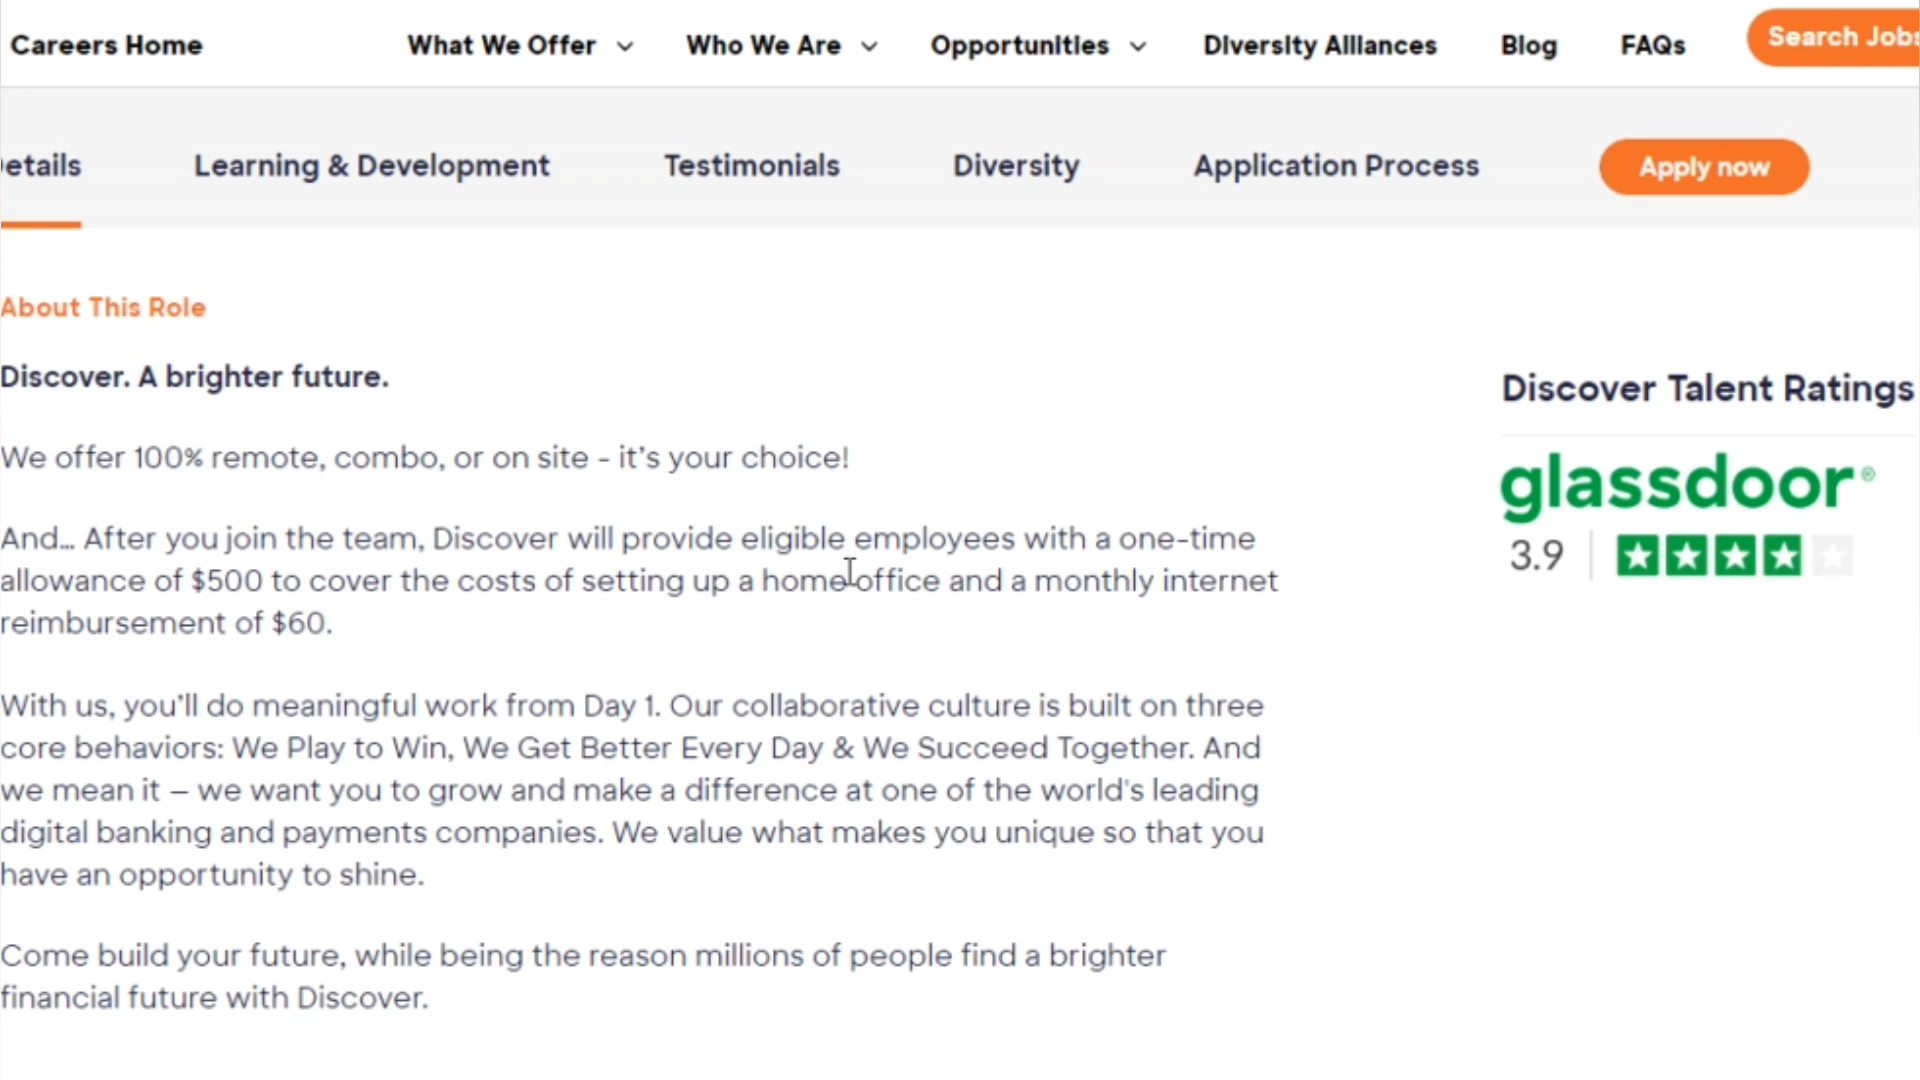 Careers Home What We Offer Who We Are Opportunities Diversity Alliances Blog FAQs Search Jobs
etails Learning & Development Testimonials Diversity Application Process Apply now
About This Role
Discover. A brighter future.
We offer 100% remote, combo, or on site - it's your choice!
And... After you join the team, Discover will provide eligible employees with a one-time
allowance of $500 to cover the costs of setting up a home office and a monthly internet
reimbursement of $60.
With us, you'll do meaningful work from Day 1. Our collaborative culture is built on three
core behaviors: We Play to Win, We Get Better Every Day & We Succeed Together. And
we mean it – we want you to grow and make a difference at one of the world's leading
digital banking and payments companies. We value what makes you unique so that you
have an opportunity to shine.
Come build your future, while being the reason millions of people find a brighter
financial future with Discover.
Discover Talent Ratings
glassdoor®
3.9